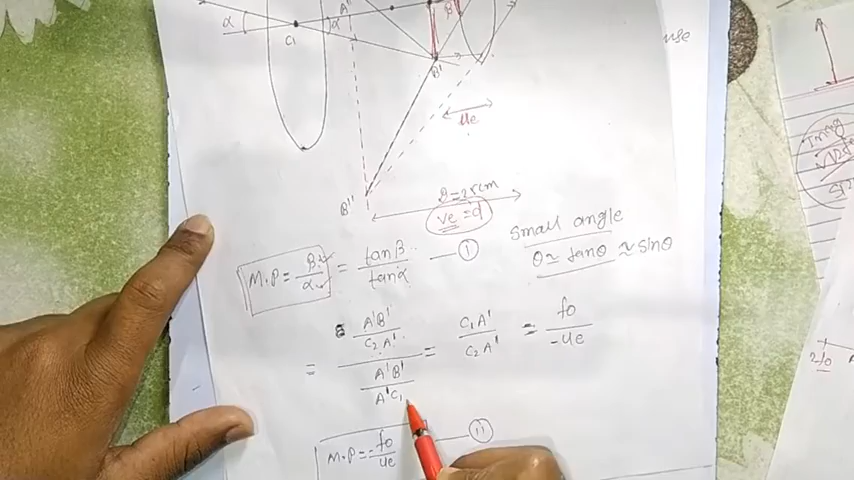 α
C₁
A'
α
B'
ue
B''
D=25cm
ve=d
small angle
θ≈tanθ≈sinθ
M.P = β/α = tanβ/tanα — ①
= (A'B'/C₂A')/(A'B'/A'C₁) = C₁A'/C₂A' = fo/-ue
M.P = -fo/ue — ②